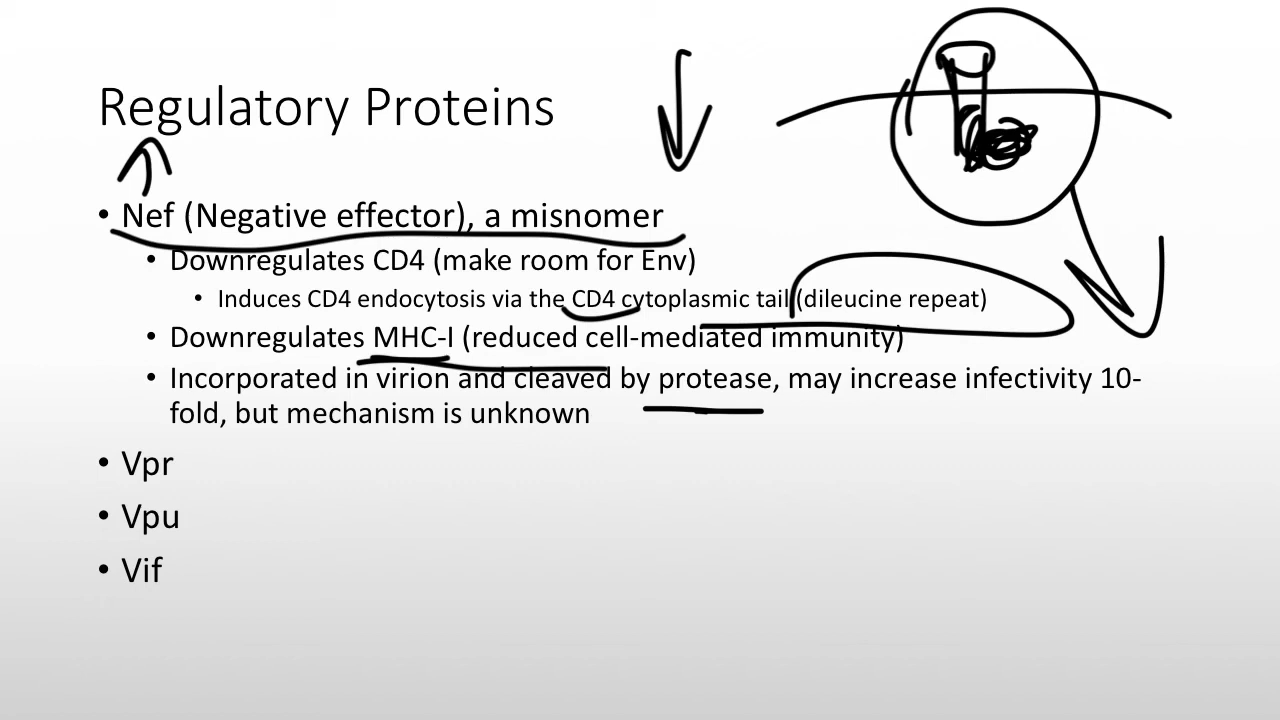 Regulatory Proteins
• Nef (Negative effector), a misnomer
• Downregulates CD4 (make room for Env)
• Induces CD4 endocytosis via the CD4 cytoplasmic tail (dileucine repeat)
• Downregulates MHC-I (reduced cell-mediated immunity)
• Incorporated in virion and cleaved by protease, may increase infectivity 10-
fold, but mechanism is unknown
• Vpr
• Vpu
• Vif